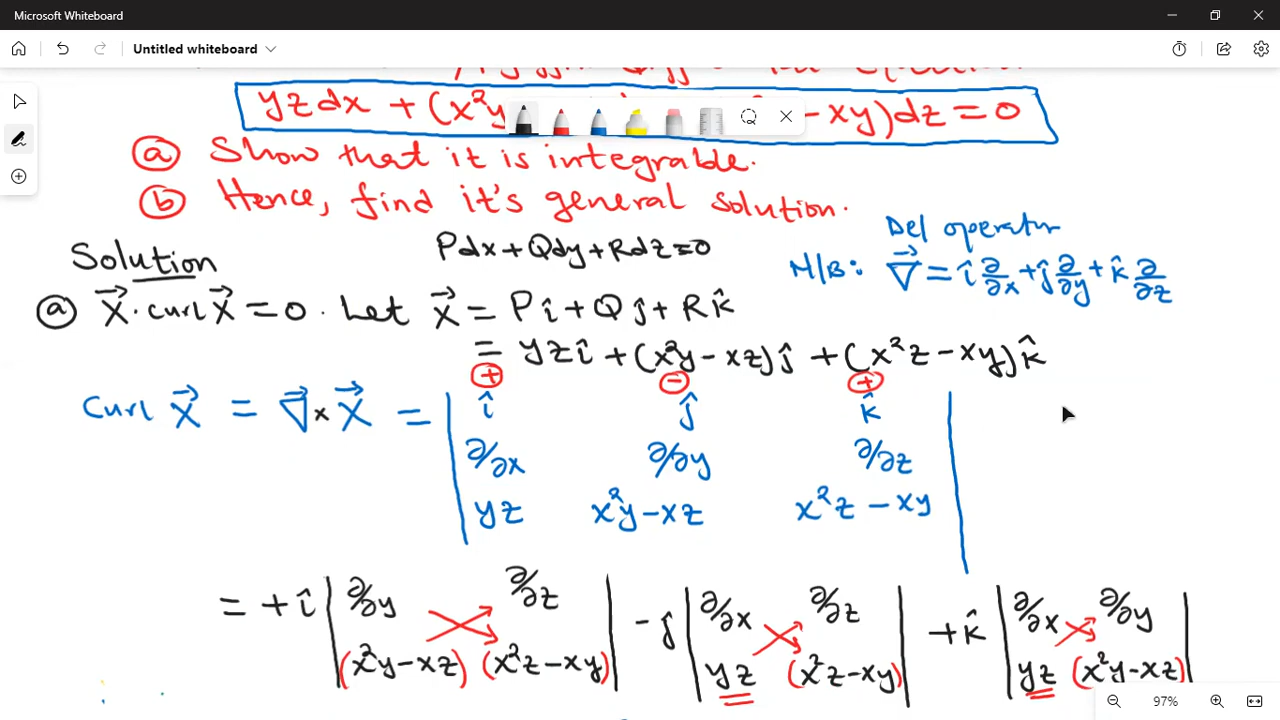 Microsoft Whiteboard
Untitled whiteboard
yzdx + (x²y - xy)dz = 0
ⓐ Show that it is integrable.
ⓑ Hence, find it's general solution.
Del operator
Solution Pdx + Qdy + Rdz = 0
N/B: ∇⃗ = î ∂/∂x + ĵ ∂/∂y + k̂ ∂/∂z
ⓐ X⃗ · curl X⃗ = 0 . Let X⃗ = Pî + Qĵ + Rk̂
= yzî + (x²y - xz)ĵ + (x²z - xy)k̂
+ - +
Curl X⃗ = ∇⃗ × X⃗ = | î ĵ k̂ |
∂/∂x ∂/∂y ∂/∂z
yz x²y - xz x²z - xy
= + î | ∂/∂y ∂/∂z | - ĵ | ∂/∂x ∂/∂z | + k̂ | ∂/∂x ∂/∂y |
(x²y - xz) (x²z - xy) yz (x²z - xy) yz (x²y - xz)
97%